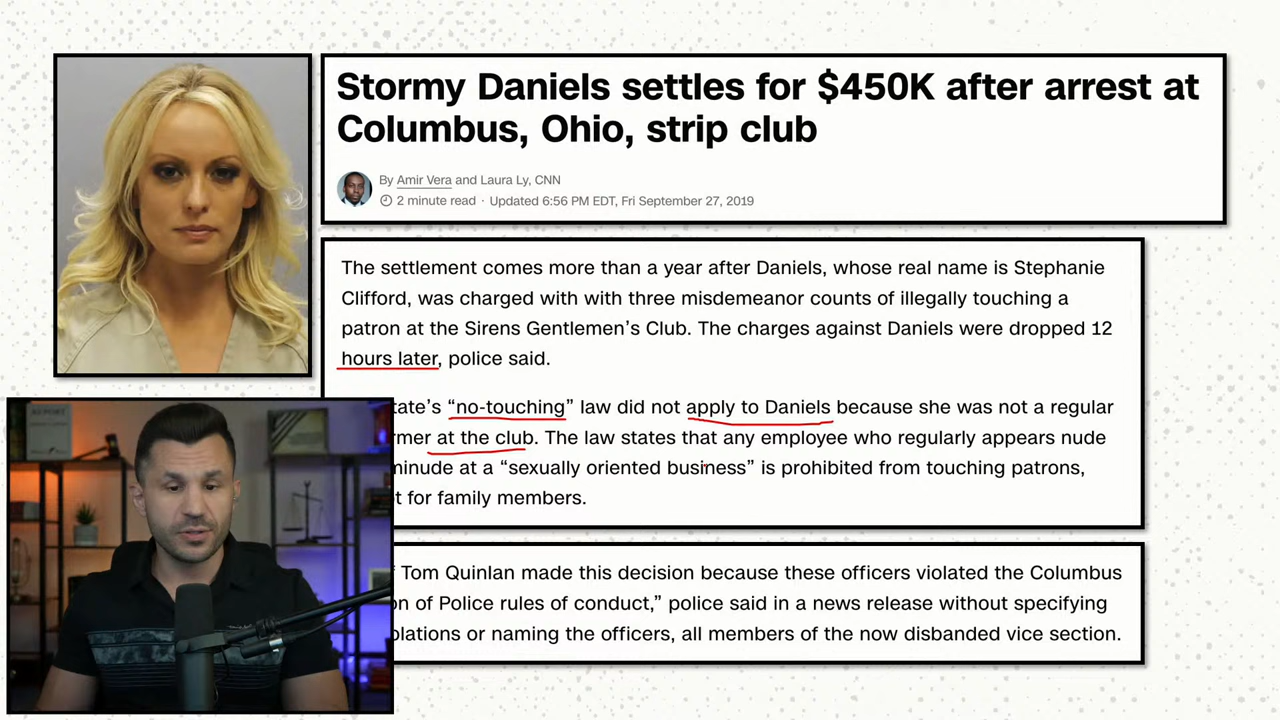 Stormy Daniels settles for $450K after arrest at
Columbus, Ohio, strip club
By Amir Vera and Laura Ly, CNN
2 minute read · Updated 6:56 PM EDT, Fri September 27, 2019
The settlement comes more than a year after Daniels, whose real name is Stephanie
Clifford, was charged with with three misdemeanor counts of illegally touching a
patron at the Sirens Gentlemen’s Club. The charges against Daniels were dropped 12
hours later, police said.
tate’s “no-touching” law did not apply to Daniels because she was not a regular
rmer at the club. The law states that any employee who regularly appears nude
minude at a “sexually oriented business” is prohibited from touching patrons,
t for family members.
Tom Quinlan made this decision because these officers violated the Columbus
on of Police rules of conduct,” police said in a news release without specifying
olations or naming the officers, all members of the now disbanded vice section.